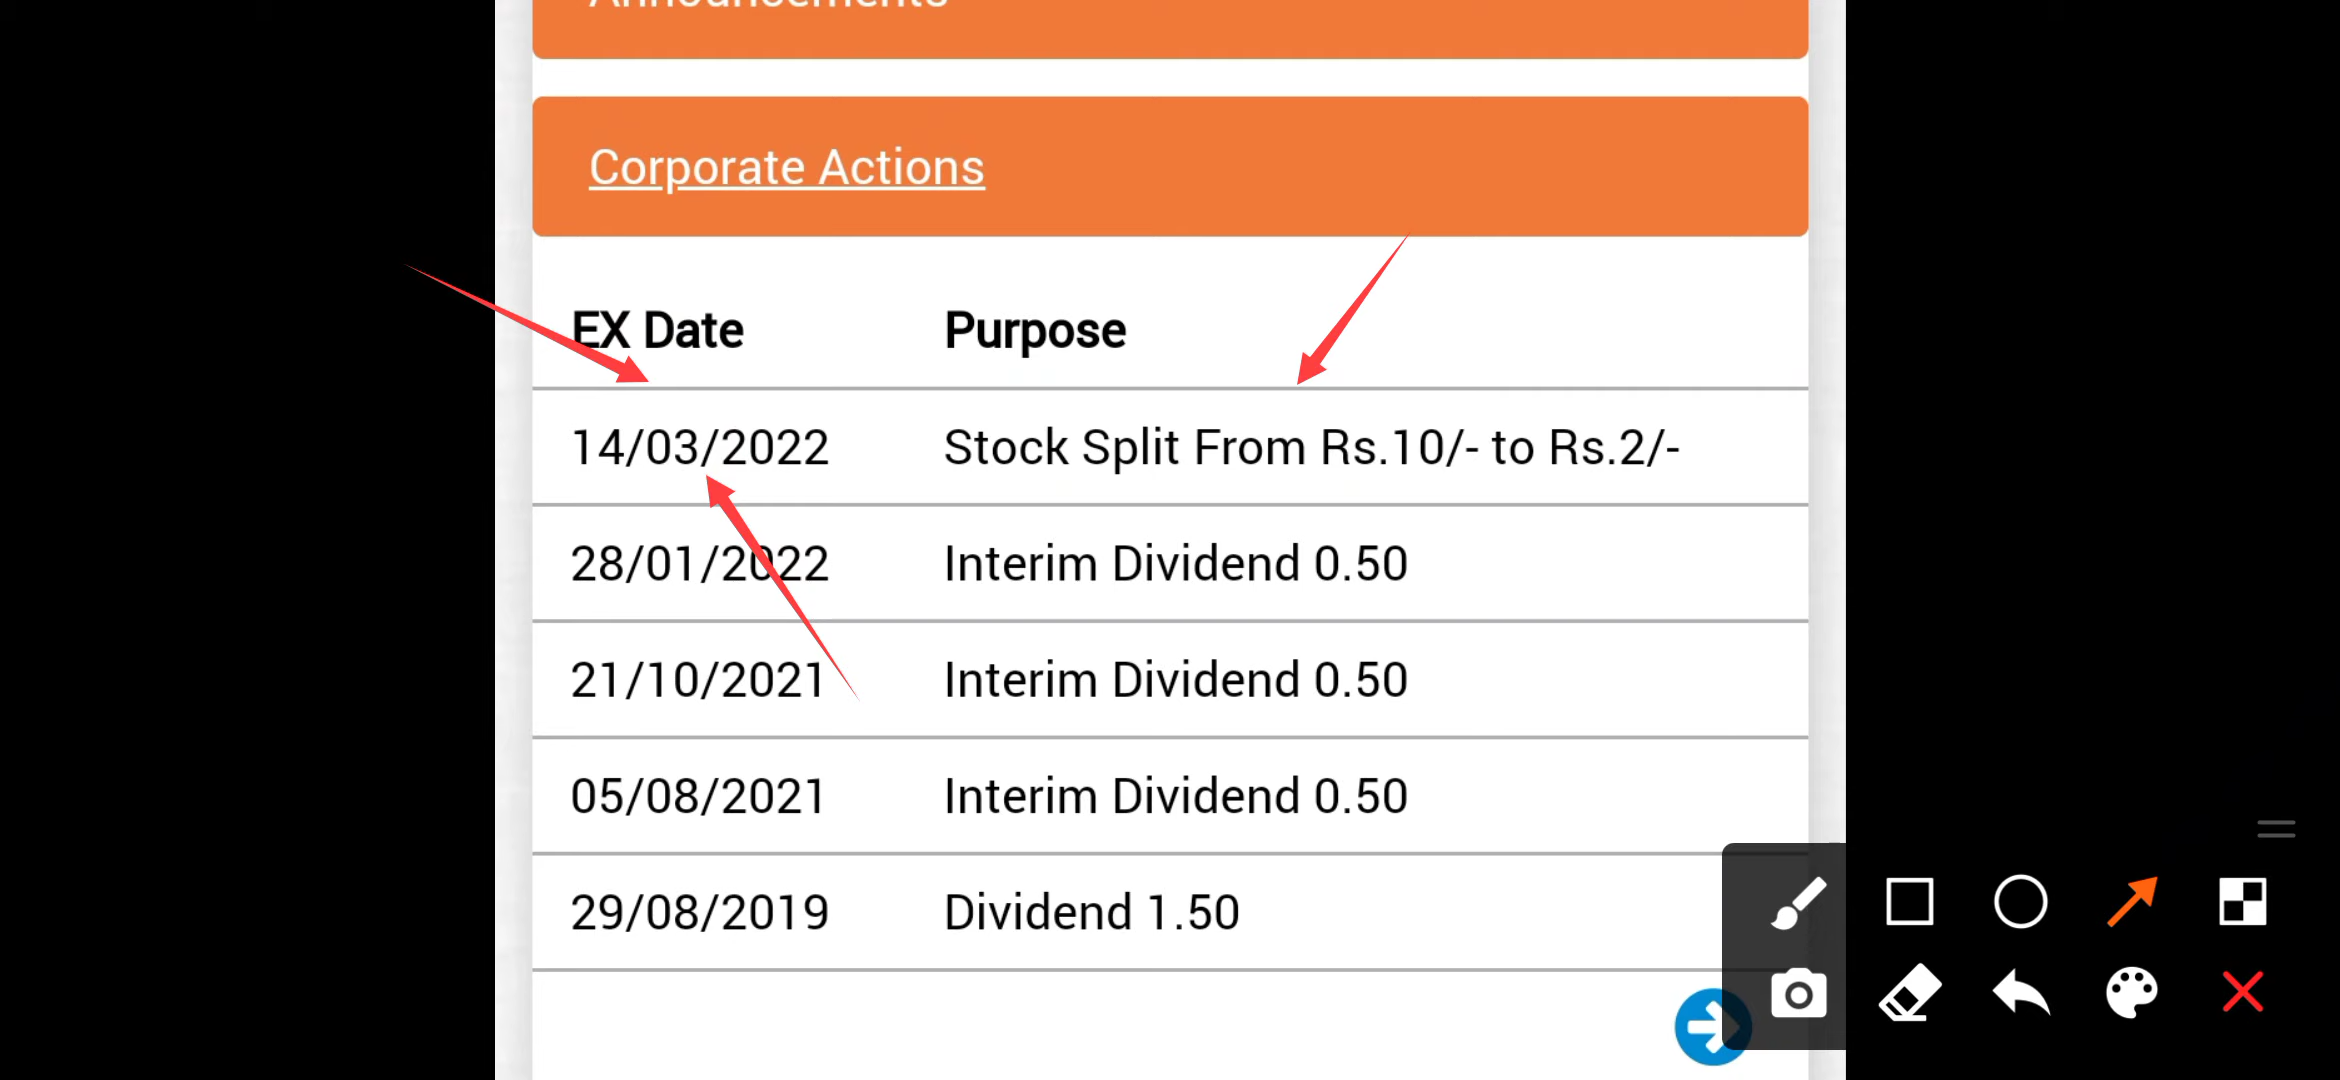 Announcements
Corporate Actions
EX Date Purpose
14/03/2022 Stock Split From Rs.10/- to Rs.2/-
28/01/2022 Interim Dividend 0.50
21/10/2021 Interim Dividend 0.50
05/08/2021 Interim Dividend 0.50
29/08/2019 Dividend 1.50